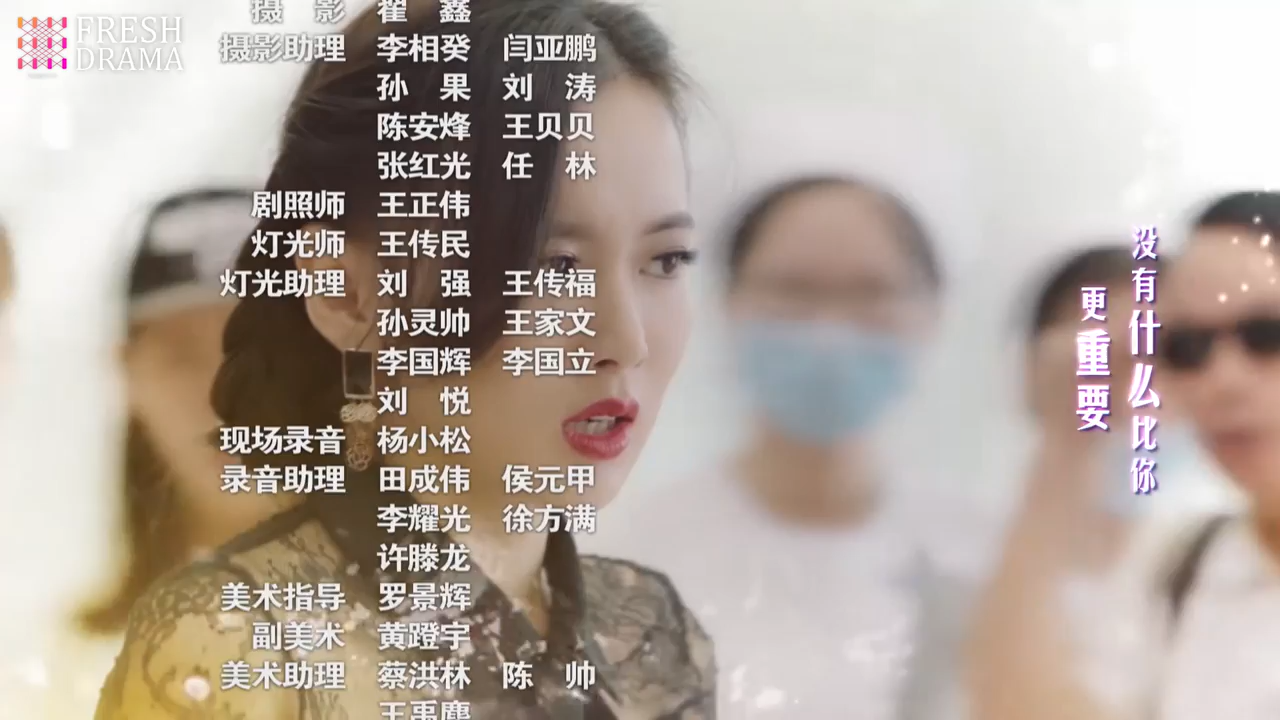 FRESH
DRAMA
摄 影 翟 鑫
摄影助理 李相癸 闫亚鹏
孙 果 刘 涛
陈安烽 王贝贝
张红光 任 林
剧照师 王正伟
灯光师 王传民
灯光助理 刘 强 王传福
孙灵帅 王家文
李国辉 李国立
刘 悦
现场录音 杨小松
录音助理 田成伟 侯元甲
李耀光 徐方满
许滕龙
美术指导 罗景辉
副美术 黄蹬宇
美术助理 蔡洪林 陈 帅
没有什么比你
更重要